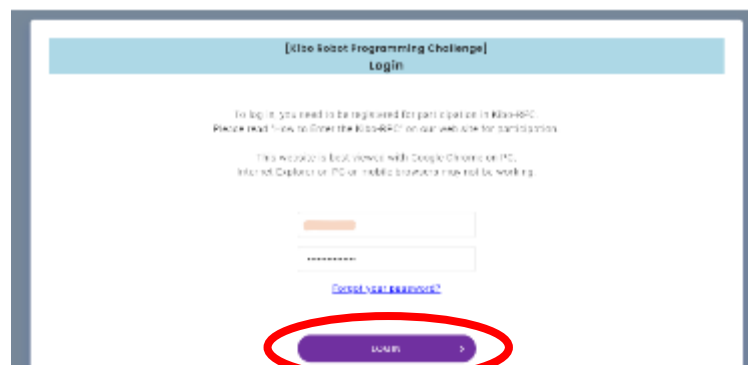 [Kibo Robot Programming Challenge]
Login
To log in, you need to be registered for participation in Kibo-RPC.
Please read "How to Enter the Kibo-RPC" on our web site for participation.
This website is best viewed with Google Chrome on PC.
Internet Explorer on PC or mobile browsers may not be working.
Forgot your password?
LOGIN